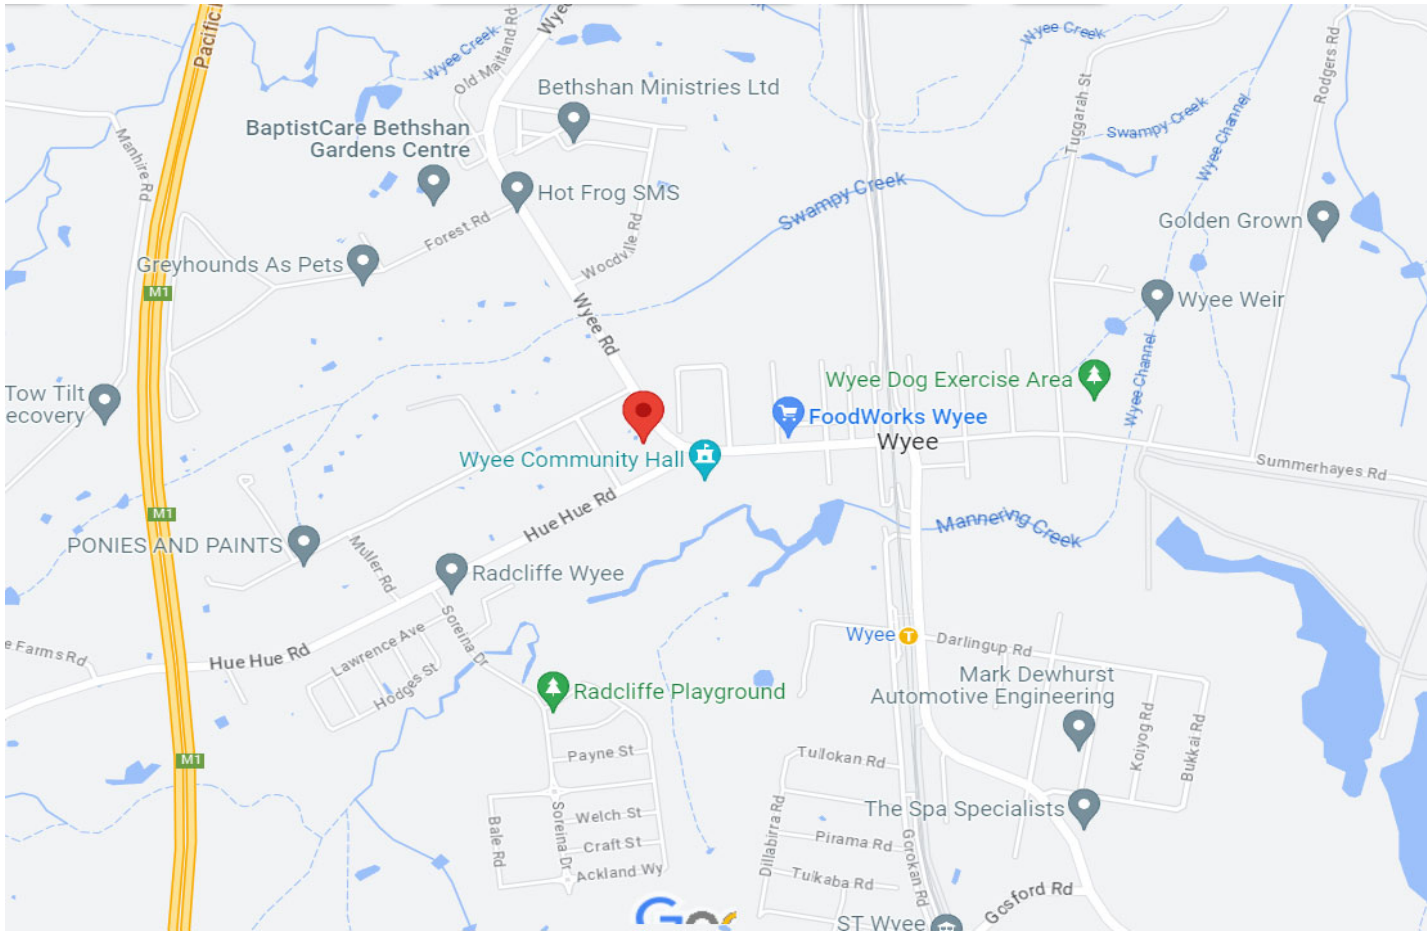 Pacific
Wyee Creek
Old Maitland Rd
Wyee
Wyee Creek
Tuggarah St
Rodgers Rd
Bethshan Ministries Ltd
BaptistCare Bethshan
Gardens Centre
Swampy Creek
Wyee Channel
Manhire Rd
Hot Frog SMS
Swampy Creek
Forest Rd
Woodville Rd
Golden Grown
Greyhounds As Pets
M1
Wyee Weir
Wyee Rd
Wyee Channel
Tow Tilt
ecovery
Wyee Dog Exercise Area
FoodWorks Wyee
Wyee
Wyee Community Hall
Summerhayes Rd
Hue Hue Rd
M1
Mannering Creek
PONIES AND PAINTS
Muller Rd
Radcliffe Wyee
Soreina Dr
Lawrence Ave
Hue Hue Rd
e Farms Rd
Hodges St
Wyee
T
Darlingup Rd
Mark Dewhurst
Automotive Engineering
Radcliffe Playground
Koiyog Rd
Bukkai Rd
Payne St
Tullokan Rd
M1
The Spa Specialists
Dillabirra Rd
Welch St
Soreina Dr
Bale Rd
Craft St
Pirama Rd
Gorokan Rd
Ackland Wy
Tulkaba Rd
Gosford Rd
ST Wyee